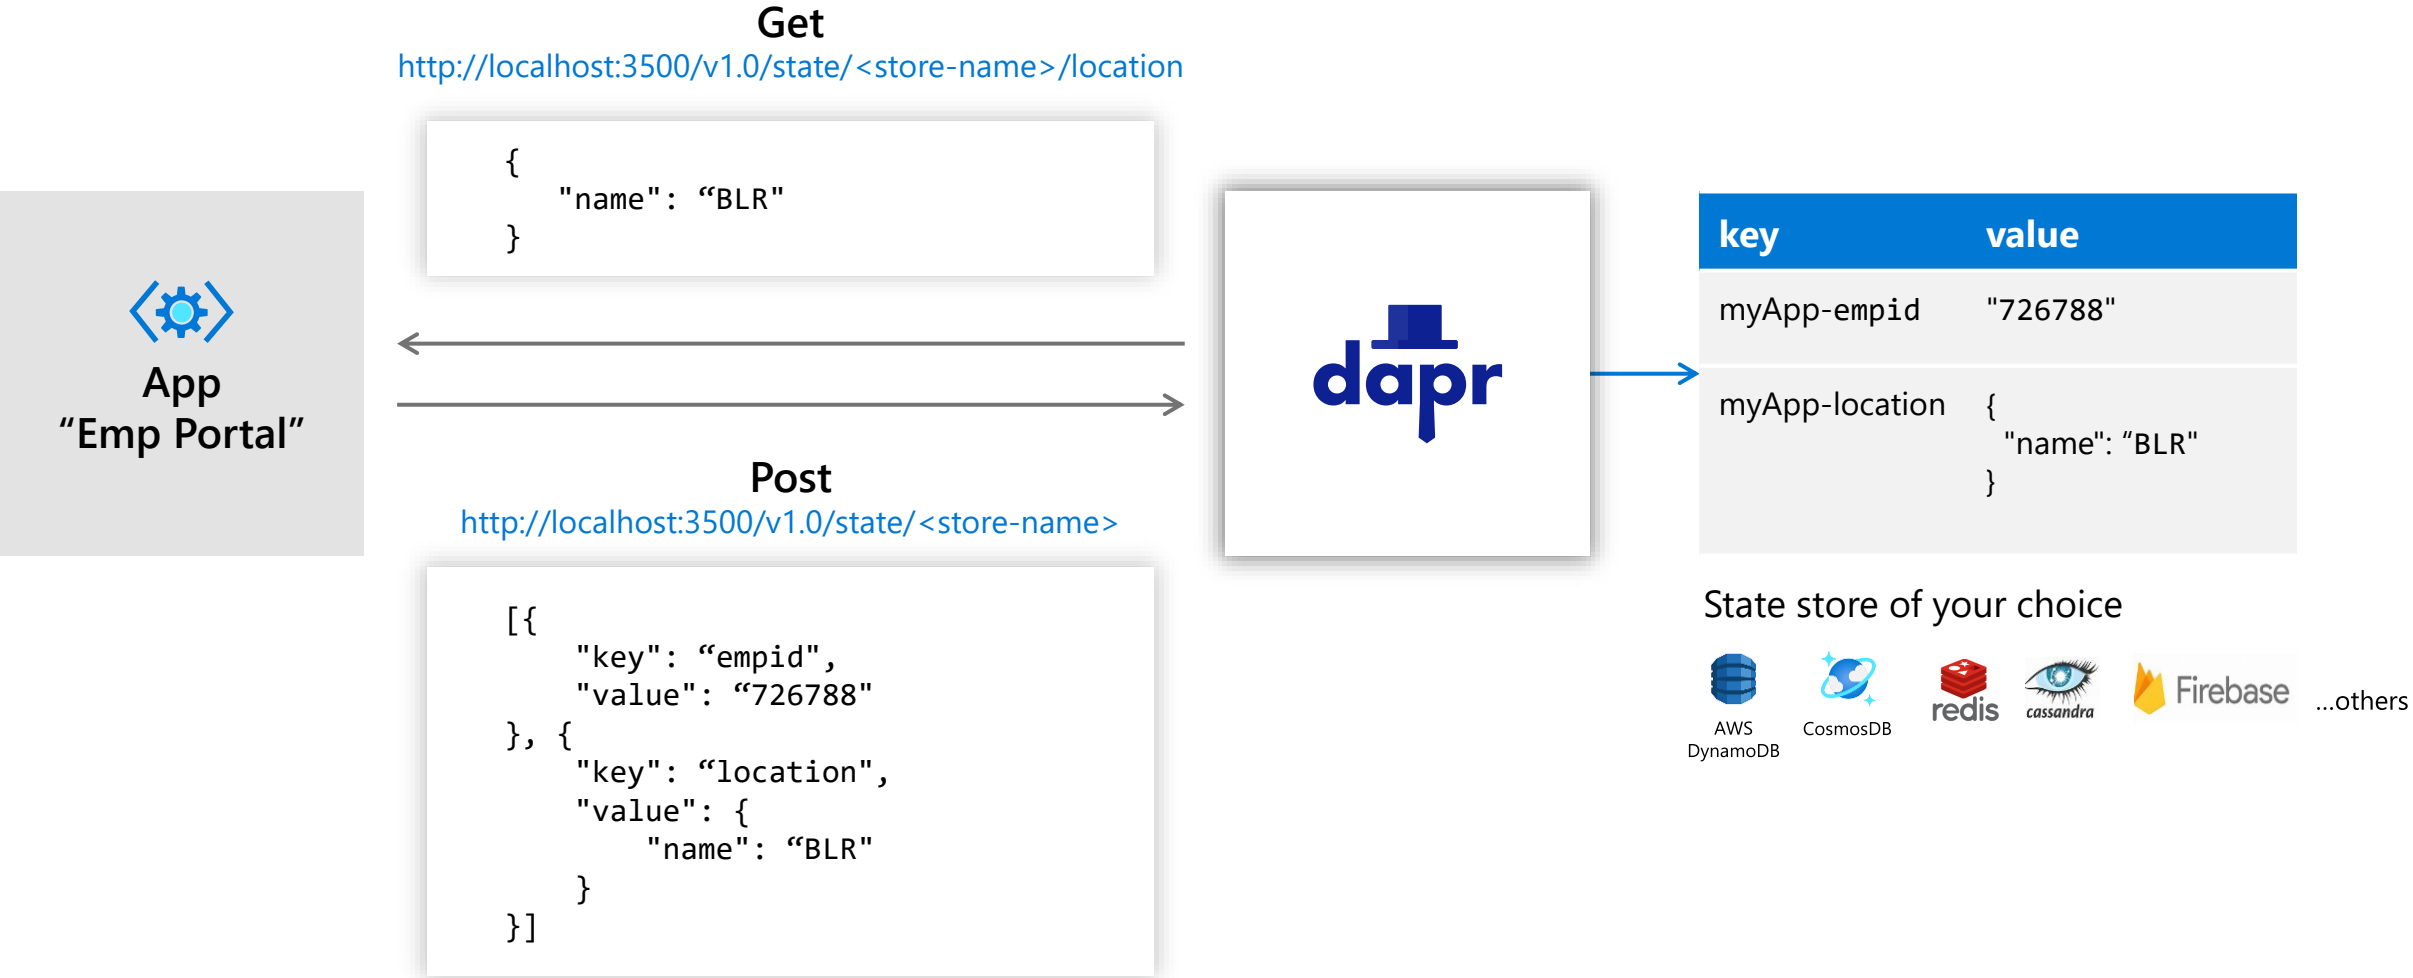 Get
http://localhost:3500/v1.0/state/<store-name>/location
{
"name": “BLR"
}
App
“Emp Portal”
Post
http://localhost:3500/v1.0/state/<store-name>
[{
"key": “empid",
"value": “726788"
}, {
"key": “location",
"value": {
"name": “BLR"
}
}]
dapr
key value
myApp-empid "726788"
myApp-location {
"name": “BLR"
}
State store of your choice
AWS
DynamoDB
CosmosDB
redis
cassandra
Firebase
...others